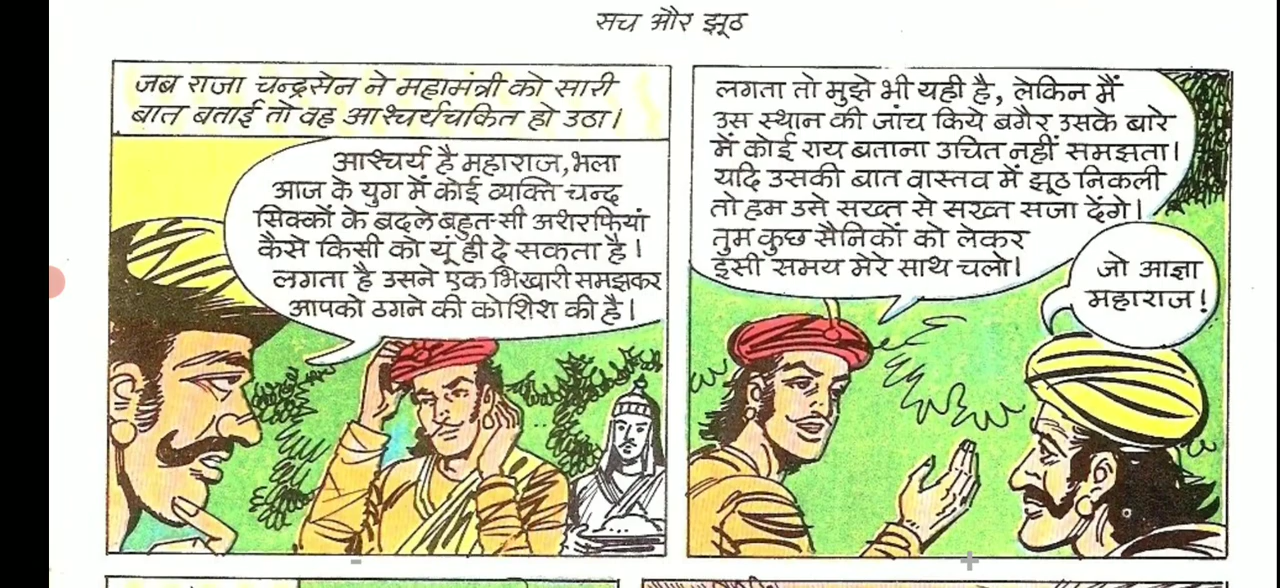 सच और झूठ
जब राजा चन्द्रसेन ने महामंत्री को सारी
बात बताई तो वह आश्चर्यचकित हो उठा।
आश्चर्य है महाराज, भला
आज के युग में कोई व्यक्ति चन्द
सिक्कों के बदले बहुत-सी अशरफियां
कैसे किसी को यूं ही दे सकता है।
लगता है उसने एक भिखारी समझकर
आपको ठगने की कोशिश की है।
लगता तो मुझे भी यही है, लेकिन मैं
उस स्थान की जांच किये बगैर उसके बारे
में कोई राय बताना उचित नहीं समझता।
यदि उसकी बात वास्तव में झूठ निकली
तो हम उसे सख्त से सख्त सजा देंगे।
तुम कुछ सैनिकों को लेकर
इसी समय मेरे साथ चलो।
जो आज्ञा
महाराज!